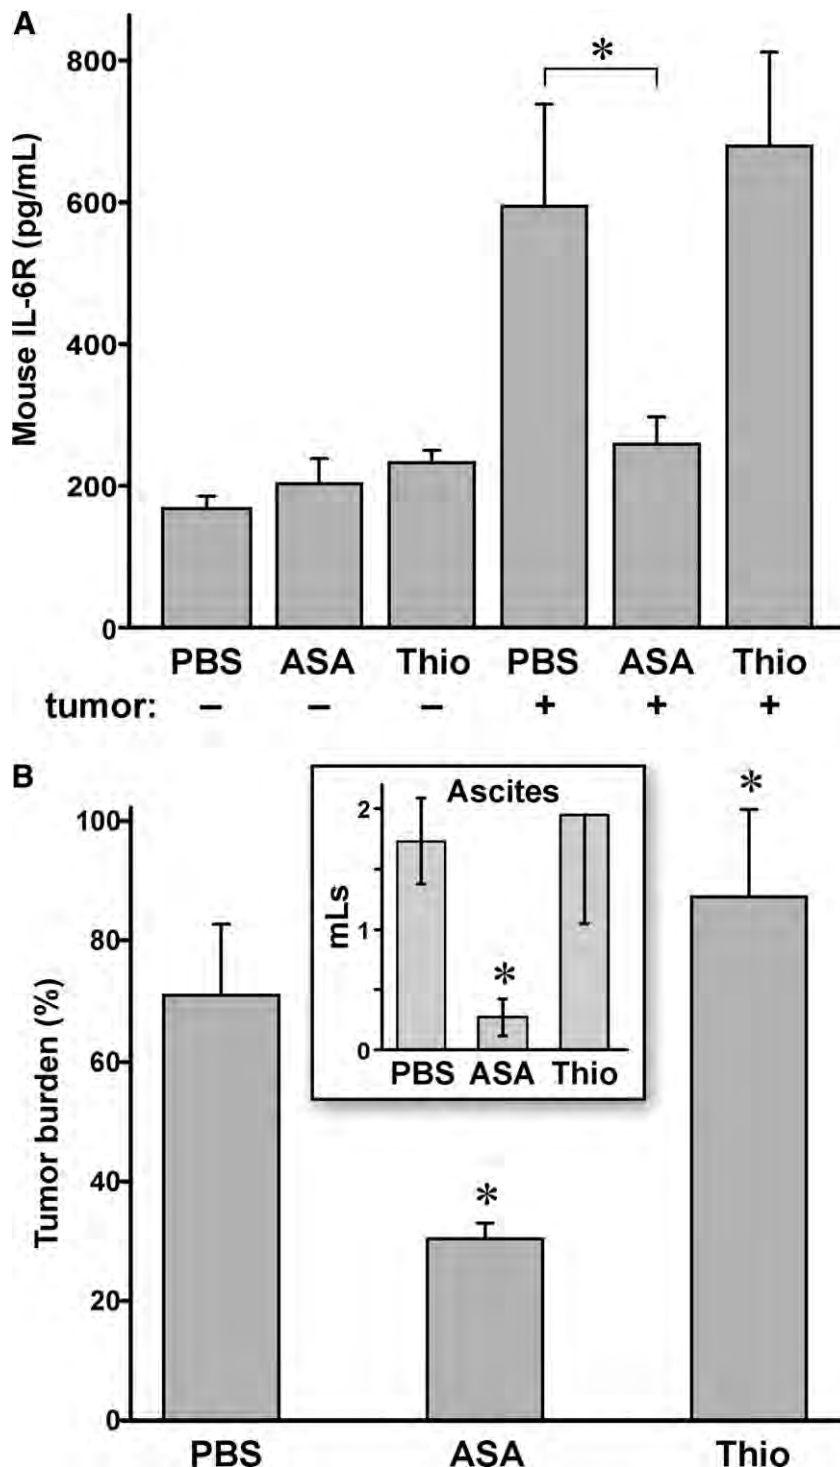 A
Mouse IL-6R (pg/mL)
800
600
400
200
0
*
PBS ASA Thio PBS ASA Thio
tumor: – – – + + +
B
Tumor burden (%)
100
80
60
40
20
0
Ascites
mLs
2
1
0
*
PBS ASA Thio
*
*
PBS ASA Thio